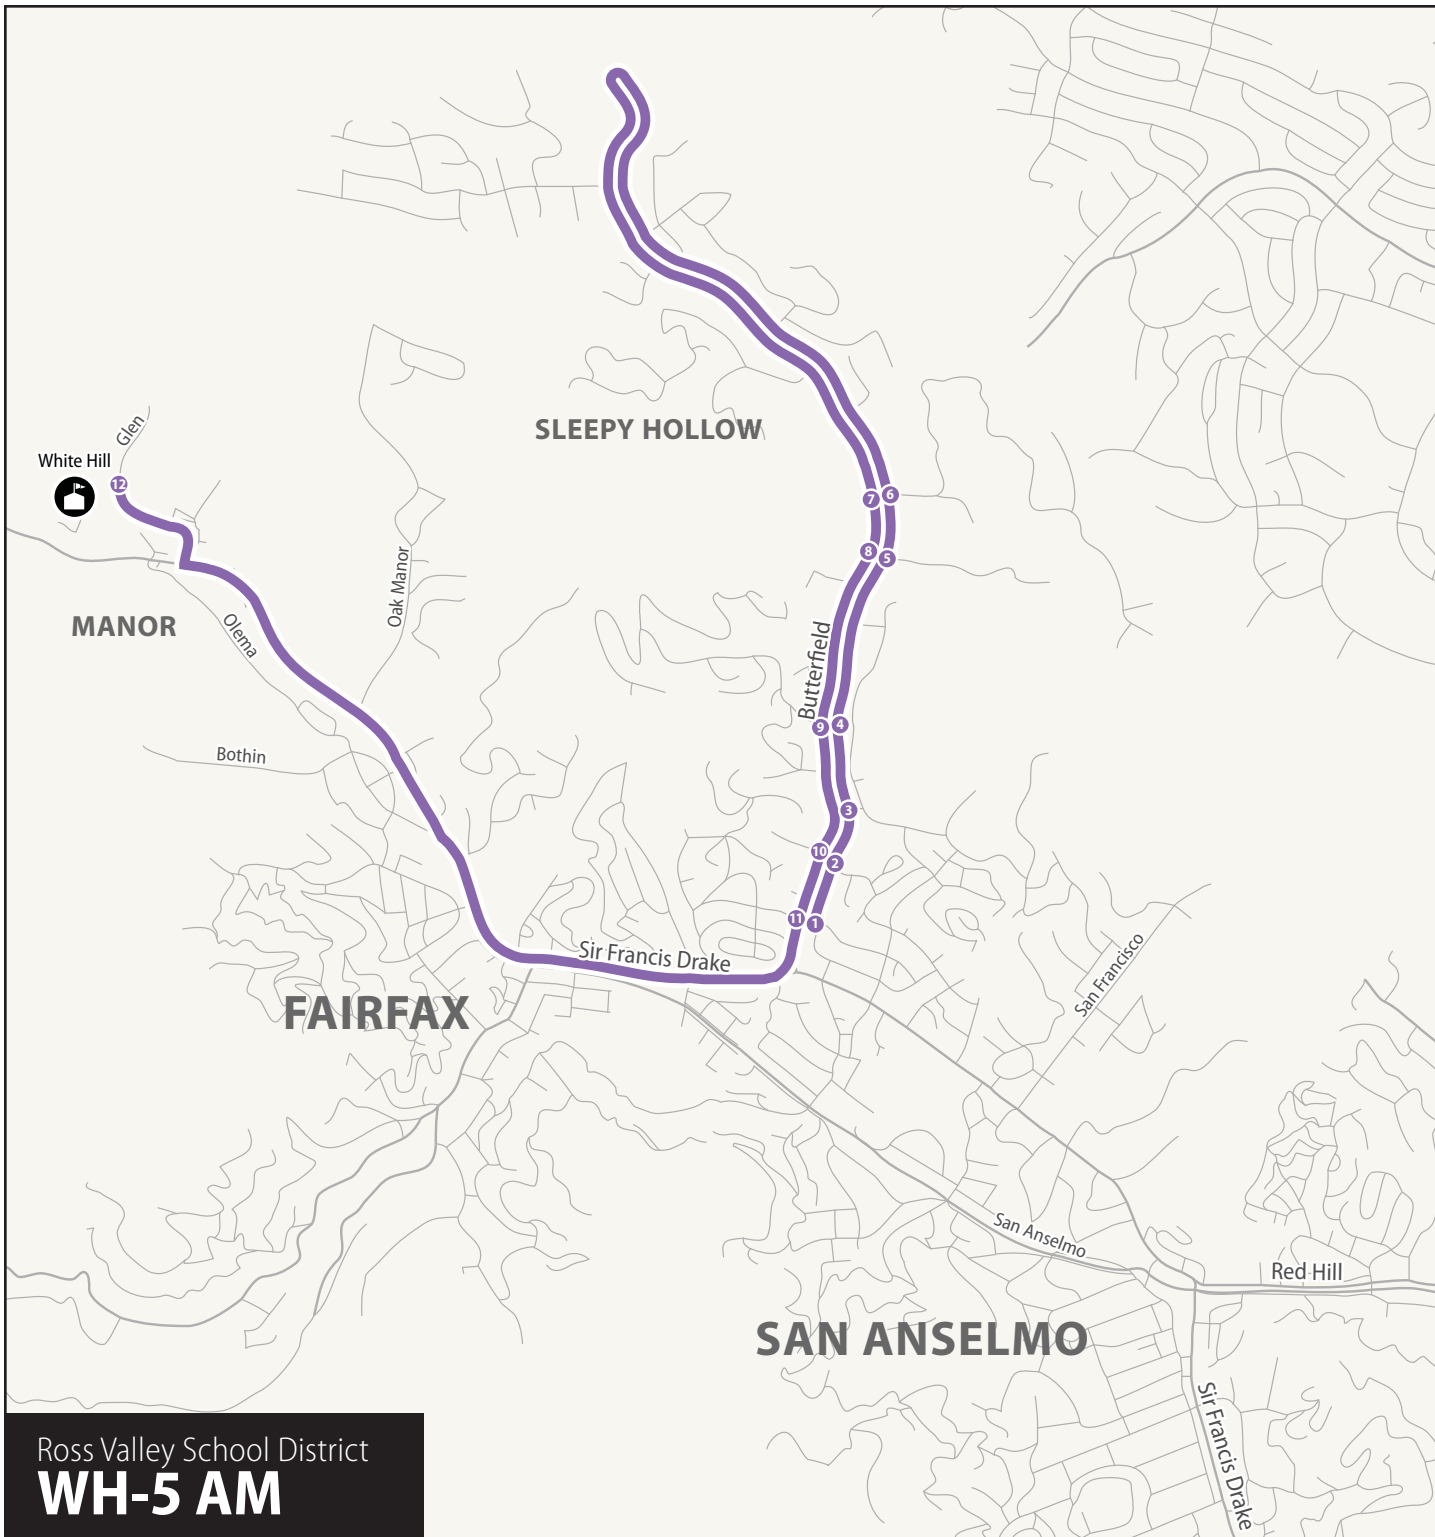 SLEEPY HOLLOW
Glen
White Hill
12
7
6
8
5
Oak Manor
MANOR
Olema
Butterfield
9
4
Bothin
3
10
2
11
1
Sir Francis Drake
San Francisco
FAIRFAX
San Anselmo
Red Hill
SAN ANSELMO
Sir Francis Drake
Ross Valley School District
WH-5 AM